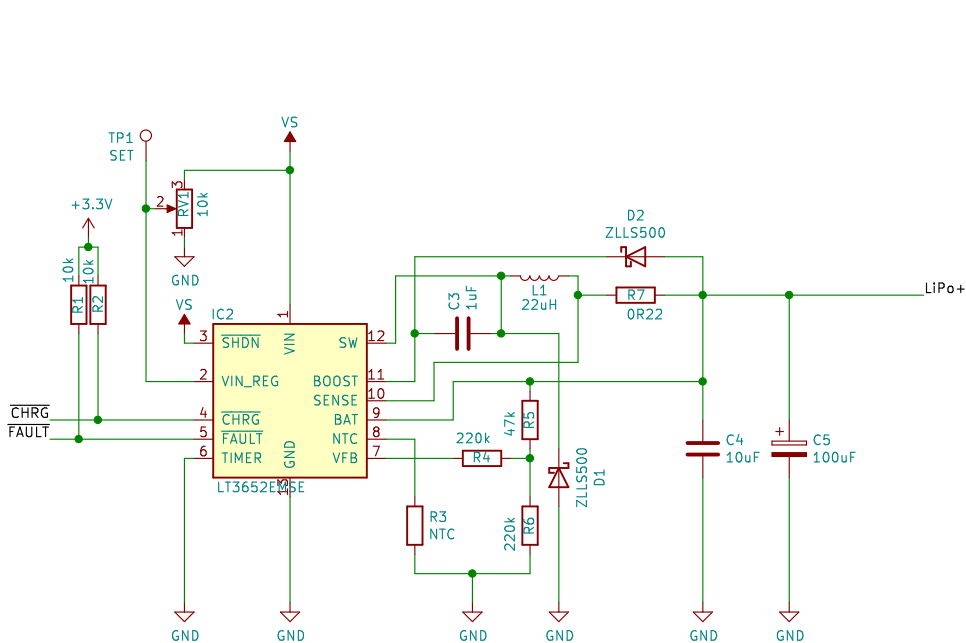 VS
TP1
SET
3
2
RV1
10k
1
+3.3V
GND
D2
ZLLS500
10k
10k
R1
R2
VS
C3
1uF
L1
22uH
R7
0R22
LiPo+
IC2
1
VIN
3
SHDN
SW
12
2
VIN_REG
BOOST
11
SENSE
10
CHRG
4
CHRG
BAT
9
FAULT
5
FAULT
NTC
8
6
TIMER
GND
VFB
7
LT3652EMSE
13
47k
R5
220k
R4
ZLLS500
D1
C4
10uF
+
C5
100uF
R3
NTC
220k
R6
GND
GND
GND
GND
GND
GND